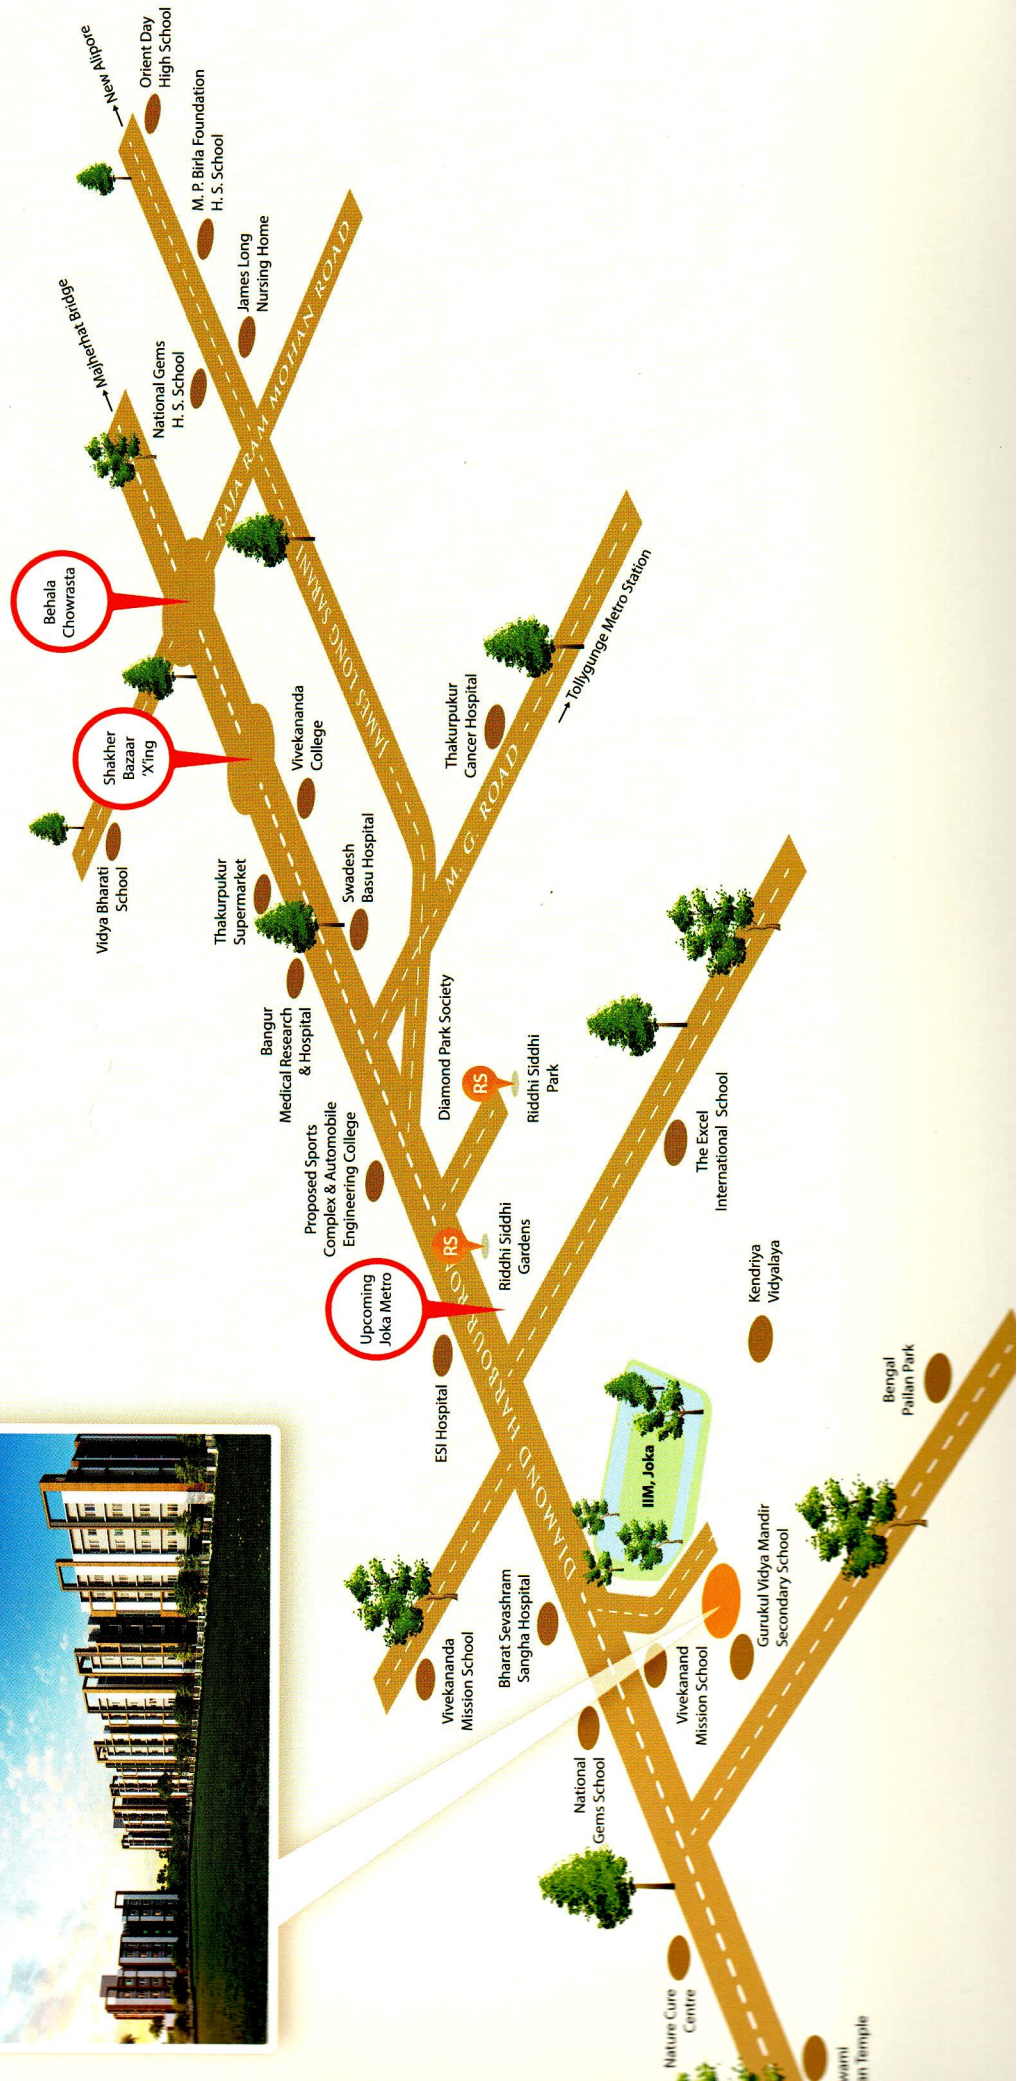 New Alipore
Orient Day
High School
M. P. Birla Foundation
H. S. School
James Long
Nursing Home
Majherhat Bridge
National Gems
H. S. School
RAJA RAM MOHAN ROAD
Behala
Chowrasta
JAMES LONG SARANI
Shakher
Bazaar
'X'ing
Vivekananda
College
Vidya Bharati
School
Thakurpukur
Supermarket
Swadesh
Basu Hospital
Thakurpukur
Cancer Hospital
M. G. ROAD
Tollygunge Metro Station
Bangur
Medical Research
& Hospital
Diamond Park Society
RS
Riddhi Siddhi
Park
Proposed Sports
Complex & Automobile
Engineering College
RS
Riddhi Siddhi
Gardens
The Excel
International School
Upcoming
Joka Metro
ESI Hospital
DIAMOND HARBOUR RO
Kendriya
Vidyalaya
Bengal
Pailan Park
IIM, Joka
Gurukul Vidya Mandir
Secondary School
Bharat Sevashram
Sangha Hospital
Vivekananda
Mission School
Vivekanand
Mission School
National
Gems School
Nature Cure
Centre
wami
an Temple